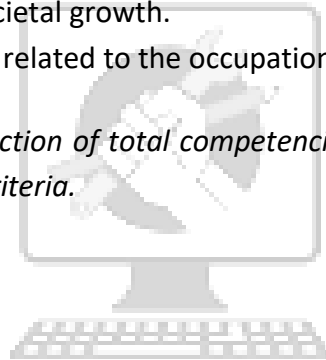 cietal growth.
related to the occupation
ction of total competenci
iteria.